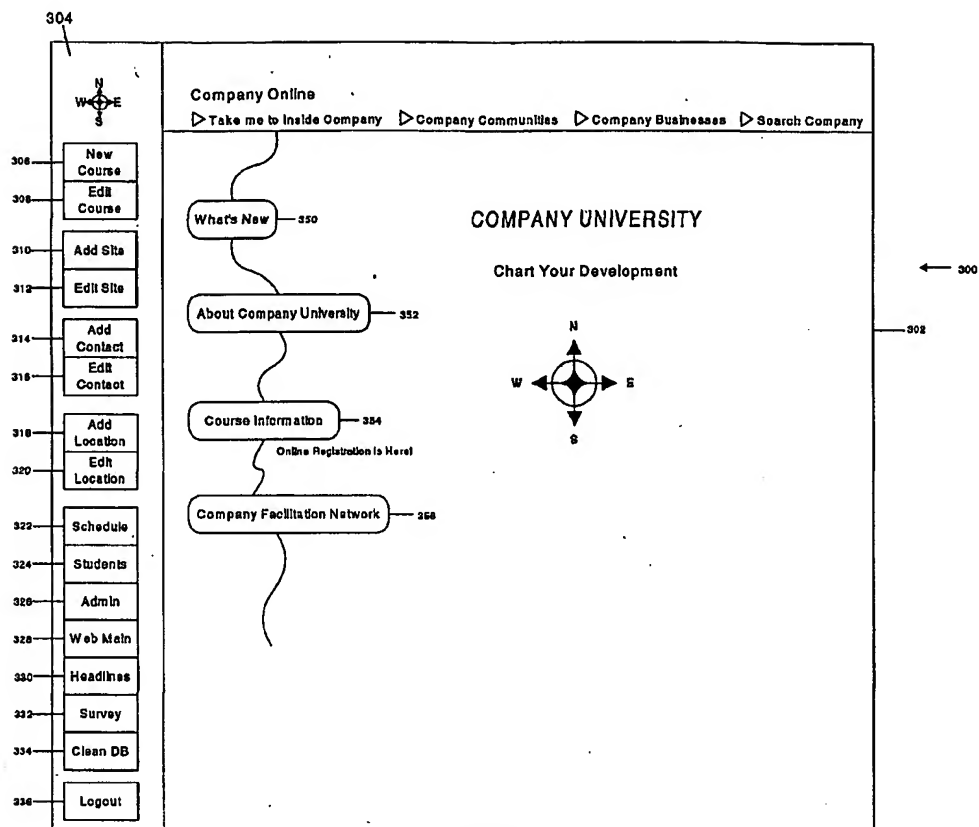 304
N
W E
S
Company Online
Take me to Inside Company Company Communities Company Businesses Search Company
306 New Course
308 Edit Course
310 Add Site
312 Edit Site
314 Add Contact
316 Edit Contact
318 Add Location
320 Edit Location
322 Schedule
324 Students
326 Admin
328 Web Main
330 Headlines
332 Survey
334 Clean DB
336 Logout
What's New 350
About Company University 352
Course Information 354
Online Registration Is Here!
Company Facilitation Network 356
COMPANY UNIVERSITY
Chart Your Development
N
W E
S
300
302